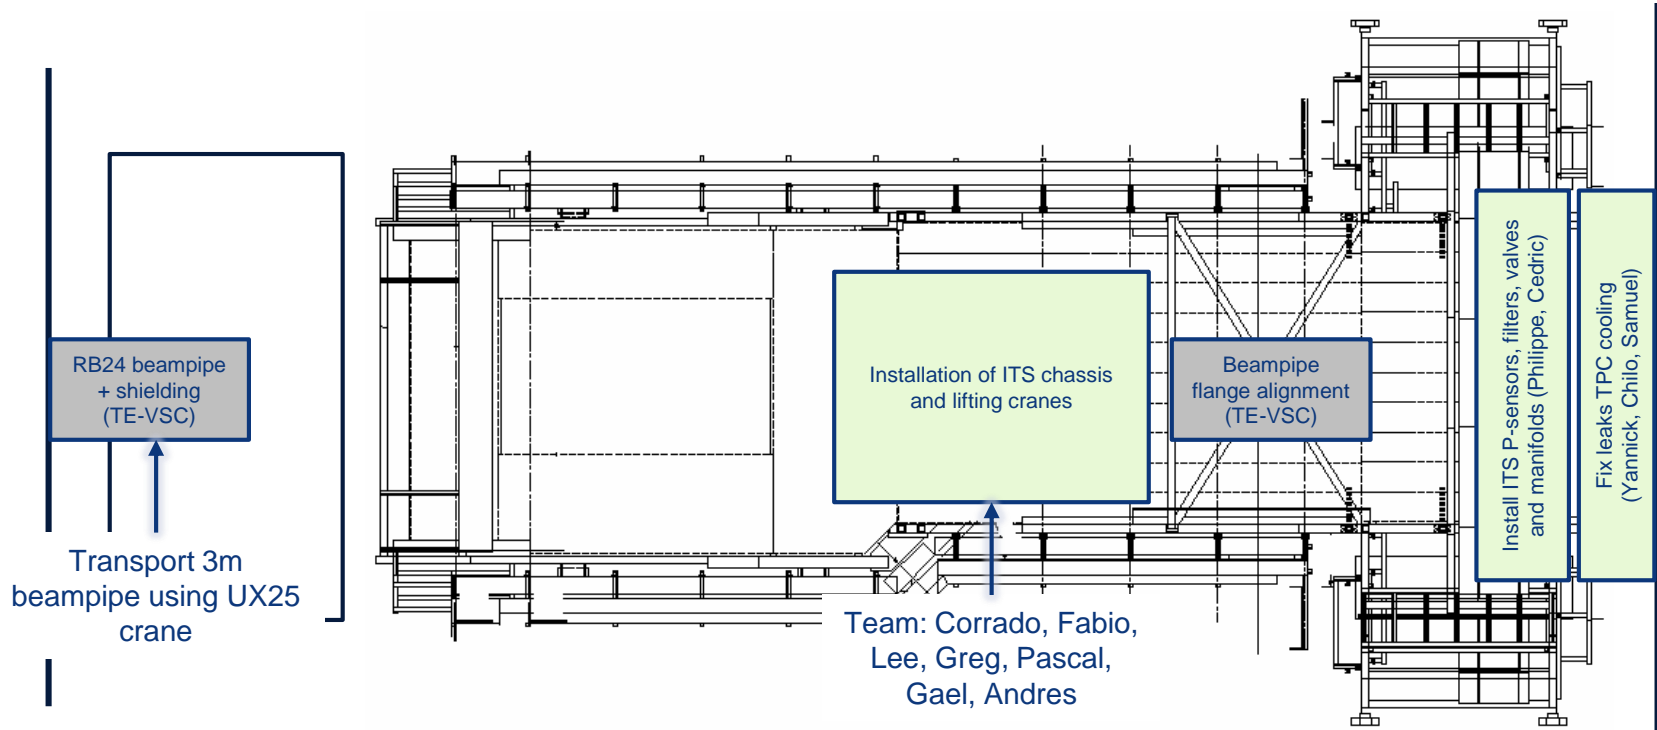 RB24 beampipe
+ shielding
(TE-VSC)
Transport 3m
beampipe using UX25
crane
Installation of ITS chassis
and lifting cranes
Team: Corrado, Fabio,
Lee, Greg, Pascal,
Gael, Andres
Beampipe
flange alignment
(TE-VSC)
Install ITS P-sensors, filters, valves
and manifolds (Philippe, Cedric)
Fix leaks TPC cooling
(Yannick, Chilo, Samuel)